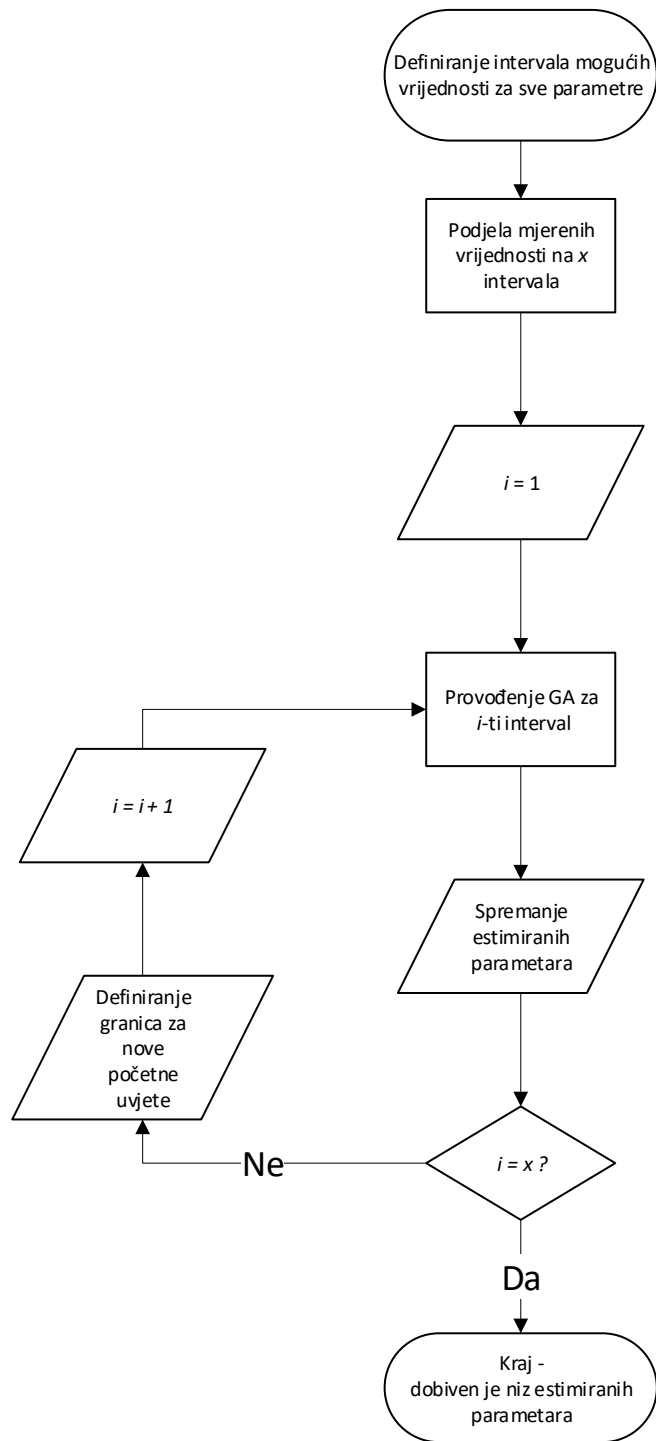 Definiranje intervala mogućih
vrijednosti za sve parametre
Podjela mjerenih
vrijednosti na x
intervala
i = 1
Provođenje GA za
i-ti interval
i = i + 1
Spremanje
estimiranih
parametara
Definiranje
granica za
nove
početne
uvjete
i = x ?
Ne
Da
Kraj -
dobiven je niz estimiranih
parametara